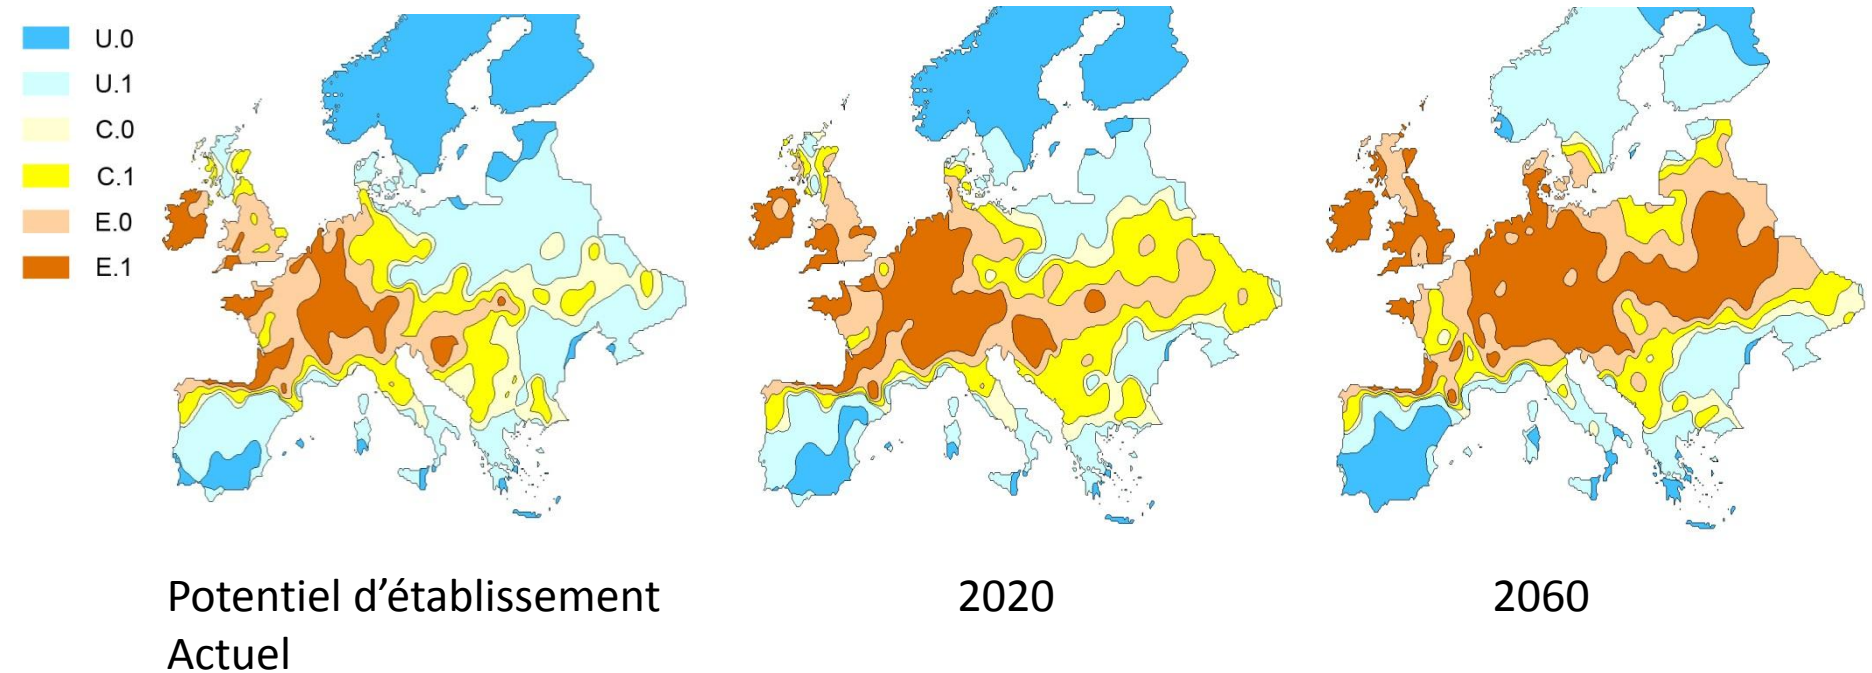 U.0
U.1
C.0
C.1
E.0
E.1
Potentiel d’établissement
Actuel
2020
2060